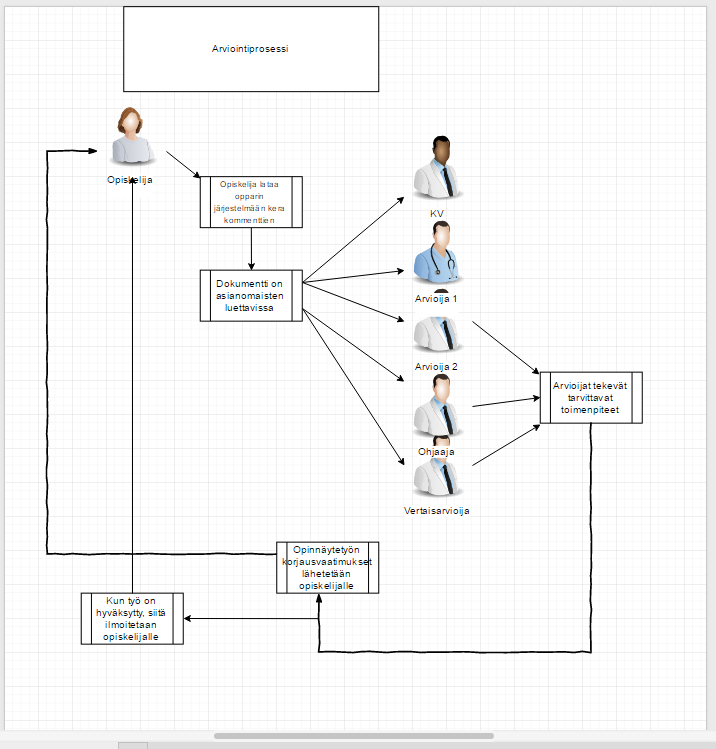 Arviointiprosessi
Opiskelija
Opiskelija lataa
opparin
järjestelmään kera
kommenttien
KV
Dokumentti on
asianomaisten
luettavissa
Arvioija 1
Arvioija 2
Arvioijat tekevät
tarvittavat
toimenpiteet
Ohjaaja
Vertaisarvioija
Opinnäytetyön
korjausvaatimukset
lähetetään
opiskelijalle
Kun työ on
hyväksytty, siitä
ilmoitetaan
opiskelijalle